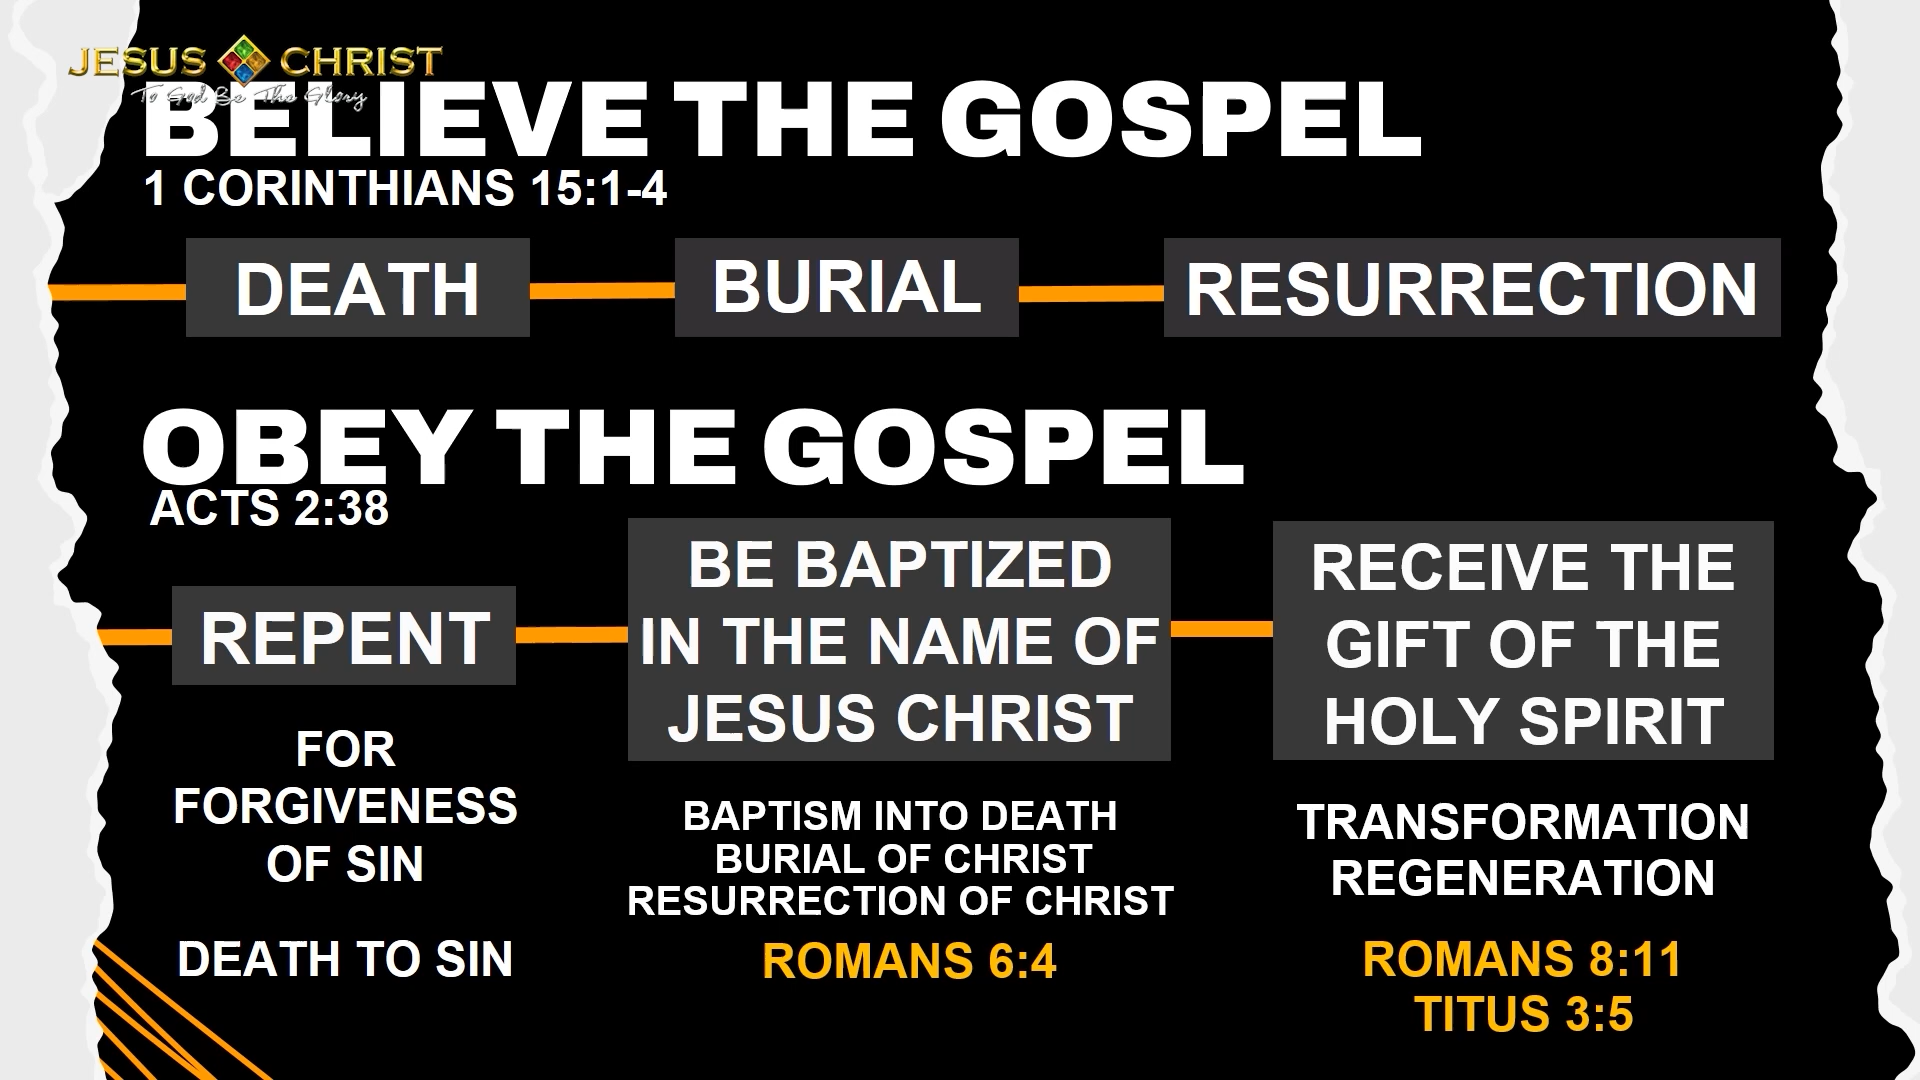 JESUS CHRIST
To God Be The Glory
BELIEVE THE GOSPEL
1 CORINTHIANS 15:1-4
DEATH
BURIAL
RESURRECTION
OBEY THE GOSPEL
ACTS 2:38
REPENT
FOR
FORGIVENESS
OF SIN
DEATH TO SIN
BE BAPTIZED
IN THE NAME OF
JESUS CHRIST
BAPTISM INTO DEATH
BURIAL OF CHRIST
RESURRECTION OF CHRIST
ROMANS 6:4
RECEIVE THE
GIFT OF THE
HOLY SPIRIT
TRANSFORMATION
REGENERATION
ROMANS 8:11
TITUS 3:5